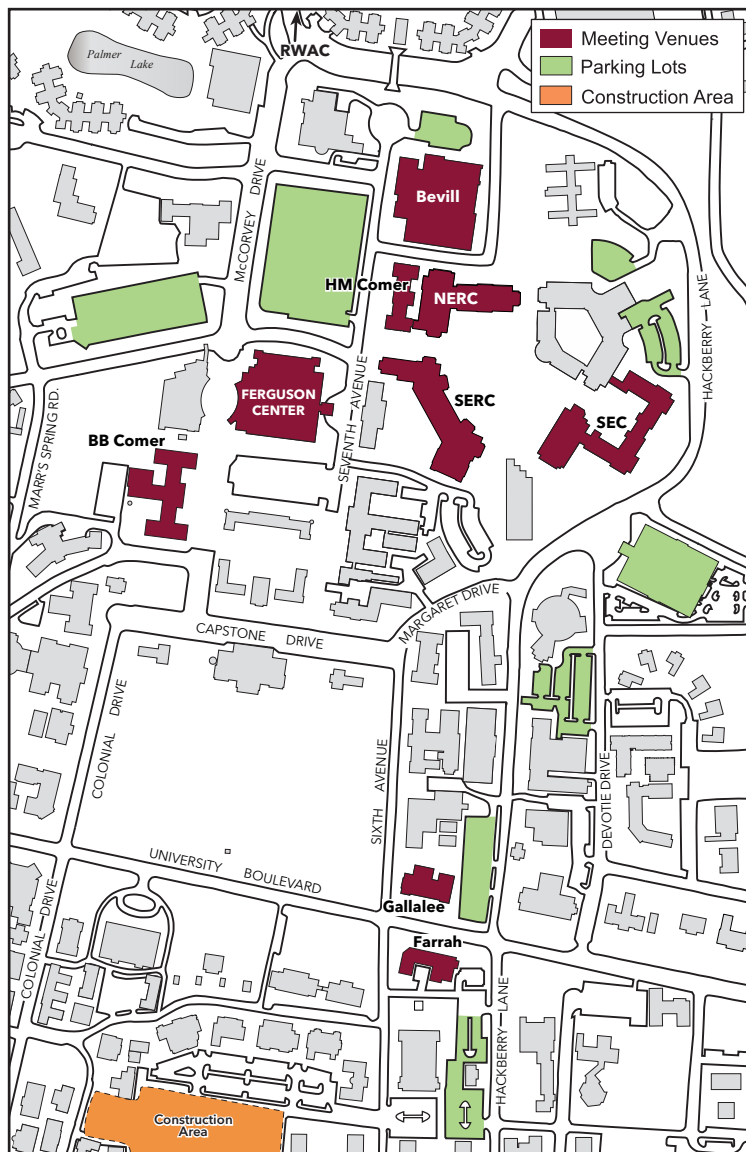 Palmer
Lake
RWAC
Meeting Venues
Parking Lots
Construction Area
McCORVEY DRIVE
Bevill
HM Comer
NERC
HACKBERRY LANE
MARR'S SPRING RD.
FERGUSON
CENTER
SEVENTH AVENUE
SERC
SEC
BB Comer
MARGARET DRIVE
CAPSTONE DRIVE
COLONIAL DRIVE
SIXTH AVENUE
DEVOTIE DRIVE
UNIVERSITY BOULEVARD
Gallalee
COLONIAL DRIVE
Farrah
HACKBERRY LANE
Construction
Area